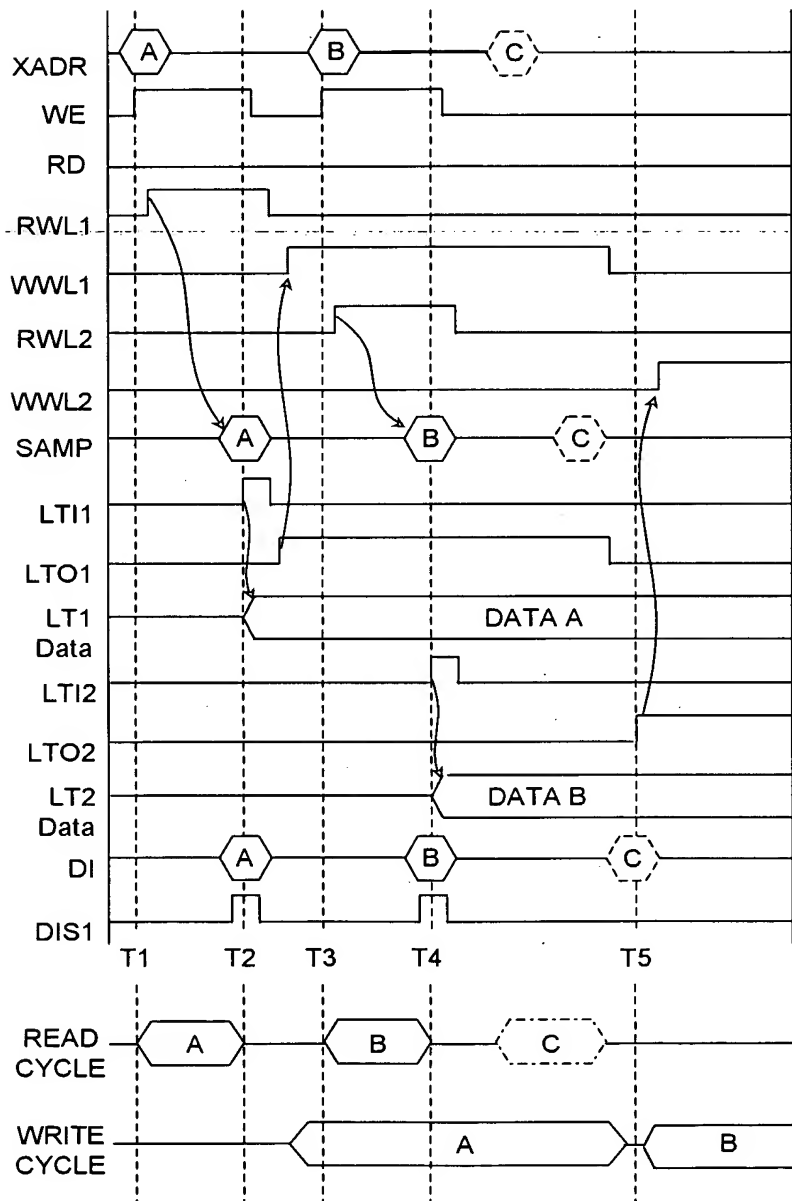 XADR A B C
WE
RD
RWL1
WWL1
RWL2
WWL2
SAMP A B C
LTI1
LTO1
LT1 DATA A
Data
LTI2
LTO2
LT2 DATA B
Data
DI A B C
DIS1
T1 T2 T3 T4 T5
READ A B C
CYCLE
WRITE A B
CYCLE